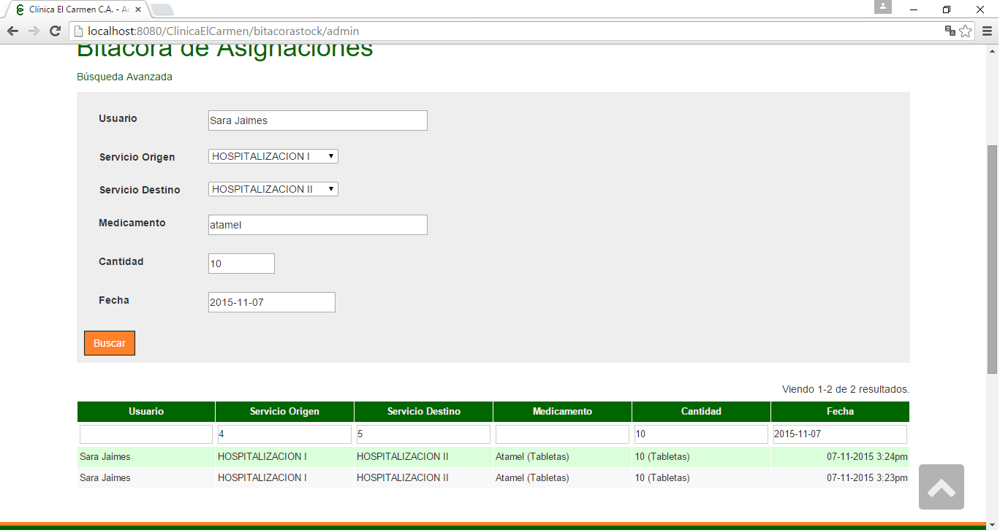 Clínica El Carmen C.A. - Ad
localhost:8080/ClinicaElCarmen/bitacorastock/admin
Bitácora de Asignaciones
Búsqueda Avanzada
Usuario Sara Jaimes
Servicio Origen HOSPITALIZACION I
Servicio Destino HOSPITALIZACION II
Medicamento atamel
Cantidad 10
Fecha 2015-11-07
Buscar
Viendo 1-2 de 2 resultados.
Usuario Servicio Origen Servicio Destino Medicamento Cantidad Fecha
4 5 10 2015-11-07
Sara Jaimes HOSPITALIZACION I HOSPITALIZACION II Atamel (Tabletas) 10 (Tabletas) 07-11-2015 3:24pm
Sara Jaimes HOSPITALIZACION I HOSPITALIZACION II Atamel (Tabletas) 10 (Tabletas) 07-11-2015 3:23pm